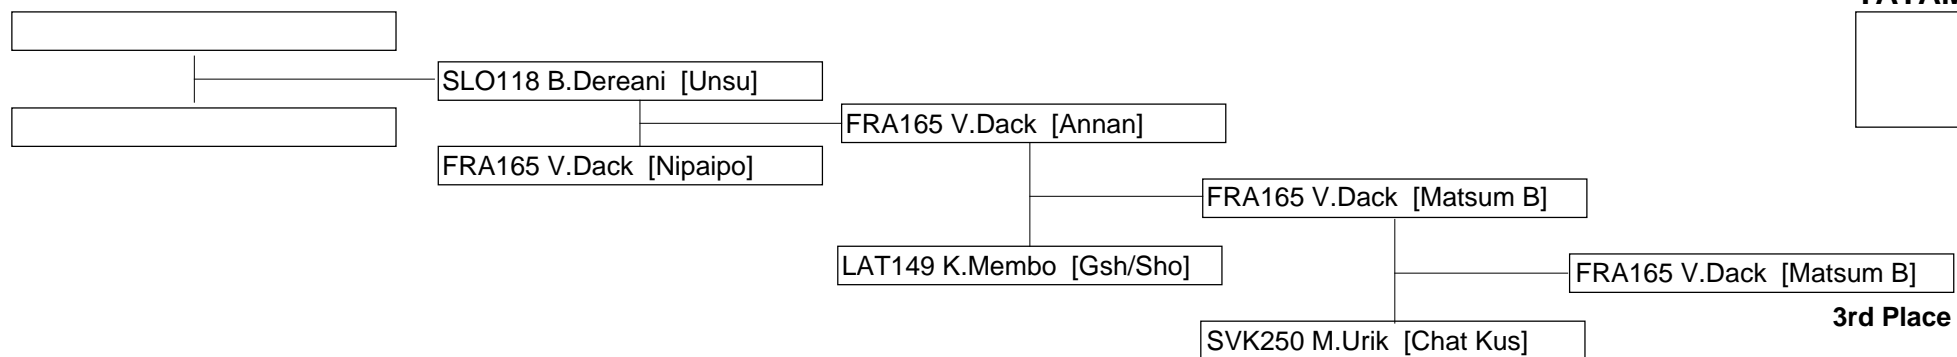 SLO118 B.Dereani [Unsu]
FRA165 V.Dack [Annan]
FRA165 V.Dack [Nipaipo]
FRA165 V.Dack [Matsum B]
LAT149 K.Membo [Gsh/Sho]
FRA165 V.Dack [Matsum B]
3rd Place
SVK250 M.Urik [Chat Kus]